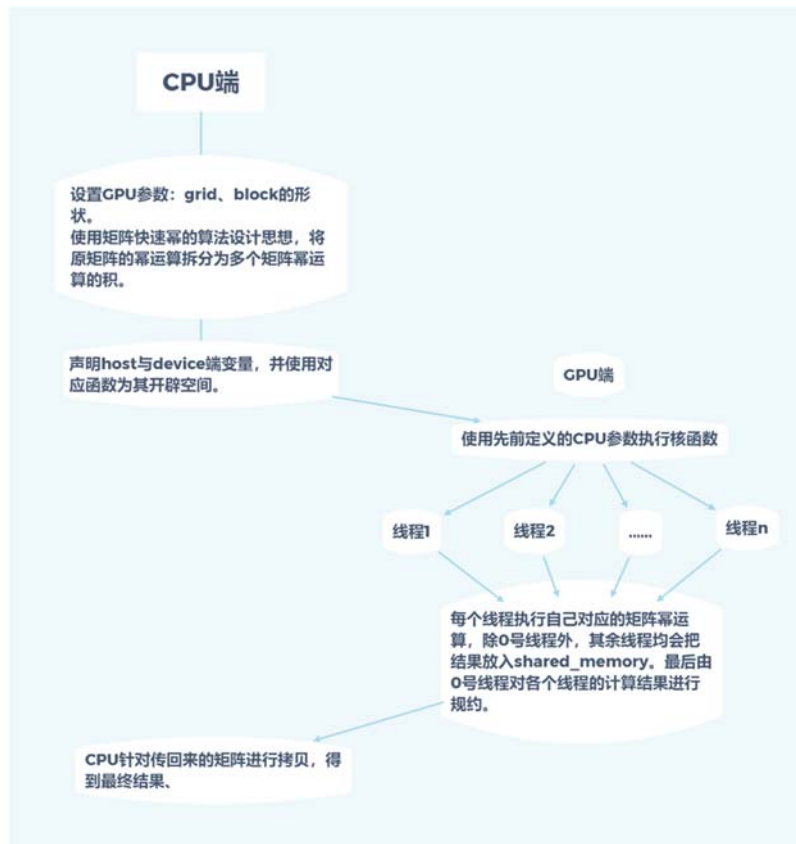 CPU端
设置GPU参数：grid、block的形
状。
使用矩阵快速幂的算法设计思想，将
原矩阵的幂运算拆分为多个矩阵幂运
算的积。
声明host与device端变量，并使用对
应函数为其开辟空间。
GPU端
使用先前定义的CPU参数执行核函数
线程1
线程2
......
线程n
每个线程执行自己对应的矩阵幂运
算，除0号线程外，其余线程均会把
结果放入shared_memory。最后由
0号线程对各个线程的计算结果进行
规约。
CPU针对传回来的矩阵进行拷贝，得
到最终结果、